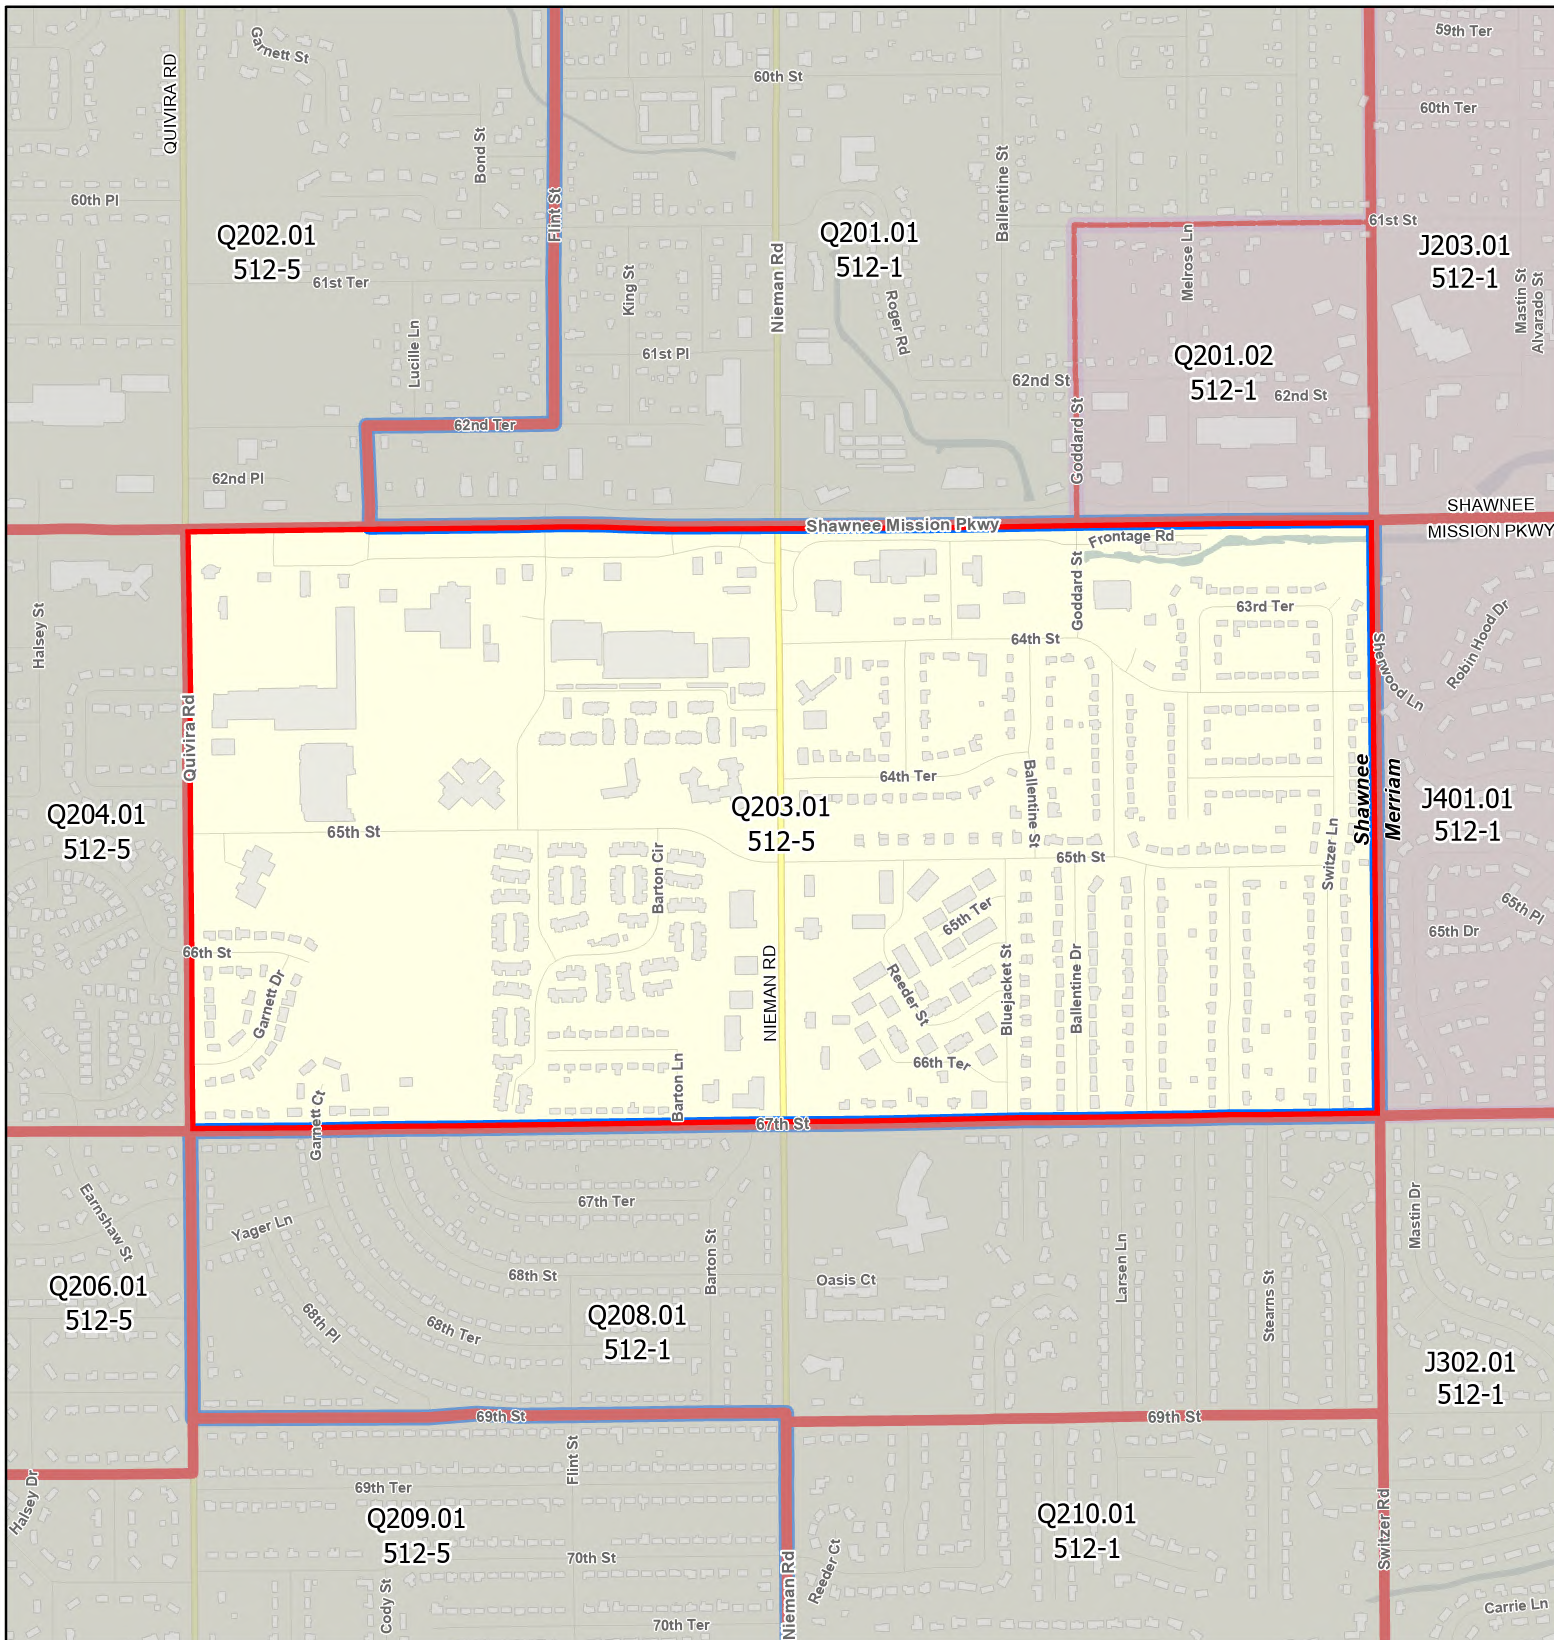 59th Ter
Garnett St
60th St
QUIVIRA RD
60th Ter
Bond St
Ballentine St
60th Pl
Flint St
61st St
Q202.01
512-5
Q201.01
512-1
J203.01
512-1
Melrose Ln
Nieman Rd
King St
61st Ter
Mastin St
Alvarado St
Roger Rd
Lucille Ln
61st Pl
Q201.02
512-1
62nd St
62nd St
62nd Ter
Goddard St
62nd Pl
SHAWNEE
MISSION PKWY
Shawnee Mission Pkwy
Frontage Rd
Goddard St
63rd Ter
Halsey St
64th St
Robin Hood Dr
Sherwood Ln
Quivira Rd
64th Ter
Ballentine St
Shawnee
Merriam
Q204.01
512-5
Q203.01
512-5
J401.01
512-1
65th St
65th St
Switzer Ln
Barton Cir
65th Pl
65th Ter
65th Dr
66th St
Garnett Dr
NIEMAN RD
Reeder St
Bluejacket St
Ballentine Dr
66th Ter
Barton Ln
Garnett Ct
67th St
Earnshaw St
67th Ter
Mastin Dr
Yager Ln
Barton St
Larsen Ln
68th St
Oasis Ct
Stearns St
Q206.01
512-5
68th Pl
68th Ter
Q208.01
512-1
J302.01
512-1
69th St
69th St
Flint St
69th Ter
Halsey Dr
Q209.01
512-5
Q210.01
512-1
Switzer Rd
70th St
Nieman Rd
Reeder Ct
Cody St
70th Ter
Carrie Ln